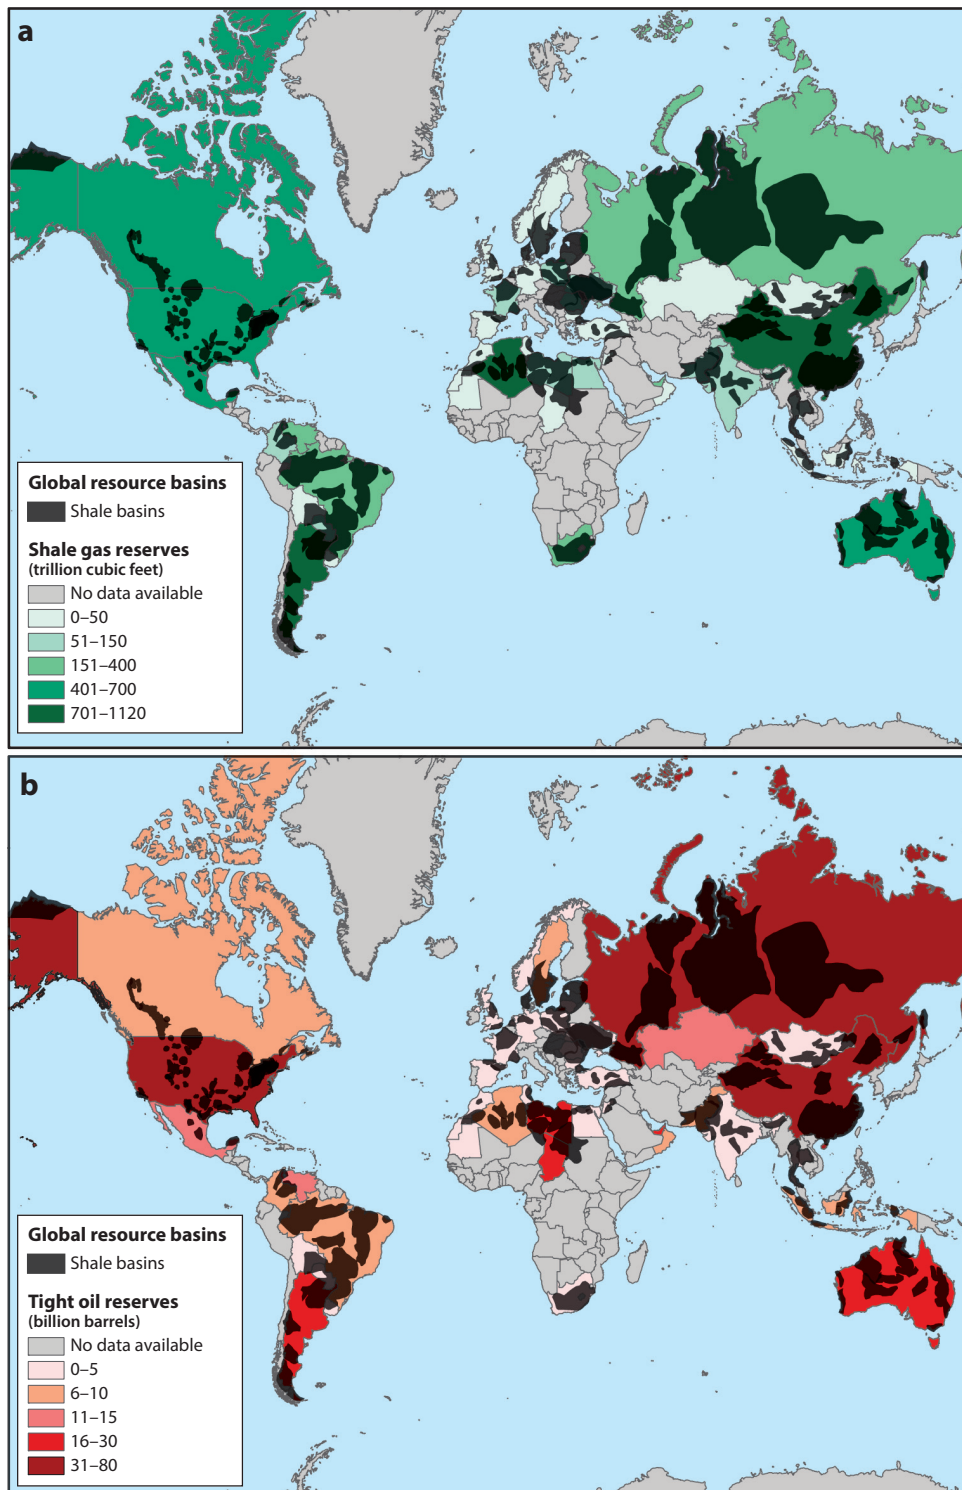 a
Global resource basins
Shale basins
Shale gas reserves
(trillion cubic feet)
No data available
0–50
51–150
151–400
401–700
701–1120
b
Global resource basins
Shale basins
Tight oil reserves
(billion barrels)
No data available
0–5
6–10
11–15
16–30
31–80